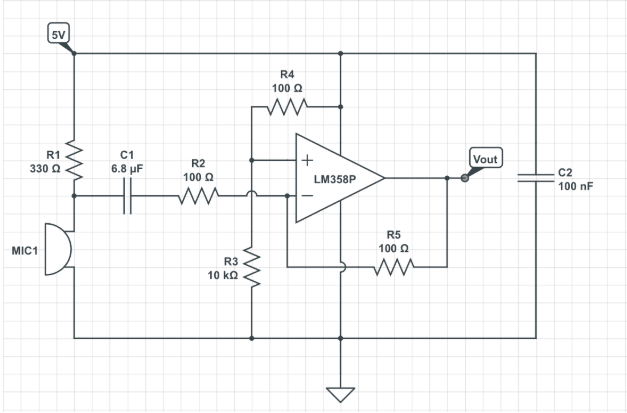 5V
R4
100 Ω
R1
330 Ω
C1
6.8 µF
R2
100 Ω
+
LM358P
−
Vout
C2
100 nF
MIC1
R3
10 kΩ
R5
100 Ω